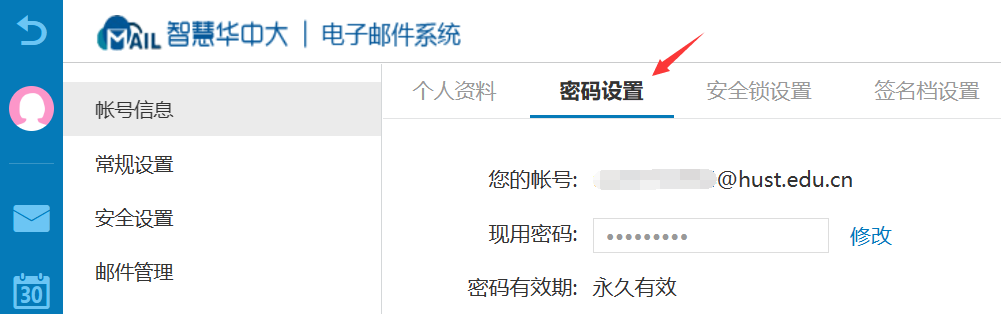 MAIL 智慧华中大 | 电子邮件系统
个人资料 密码设置 安全锁设置 签名档设置
帐号信息
常规设置
安全设置
邮件管理
30
您的帐号: @hust.edu.cn
现用密码: ••••••••• 修改
密码有效期: 永久有效